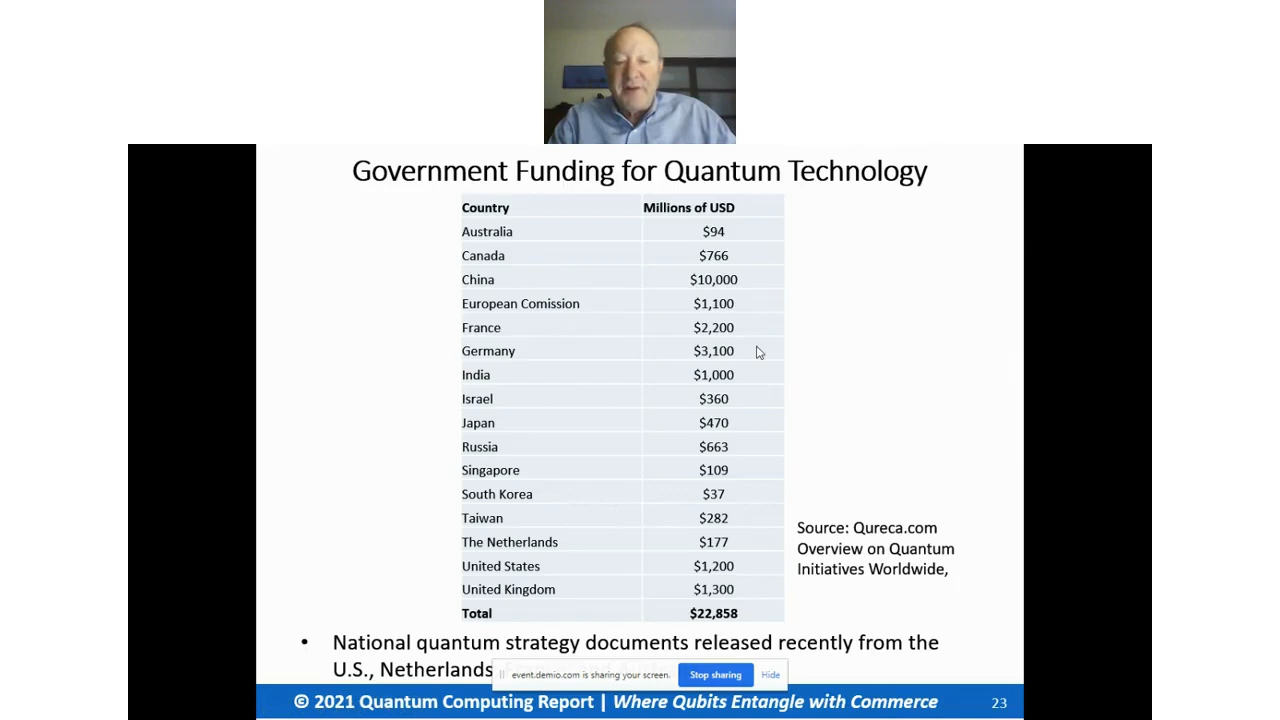 Government Funding for Quantum Technology
Country Millions of USD
Australia $94
Canada $766
China $10,000
European Comission $1,100
France $2,200
Germany $3,100
India $1,000
Israel $360
Japan $470
Russia $663
Singapore $109
South Korea $37
Taiwan $282
The Netherlands $177
United States $1,200
United Kingdom $1,300
Total $22,858
Source: Qureca.com
Overview on Quantum
Initiatives Worldwide,
• National quantum strategy documents released recently from the
U.S., Netherlands
event.demio.com is sharing your screen. Stop sharing Hide
© 2021 Quantum Computing Report | Where Qubits Entangle with Commerce 23